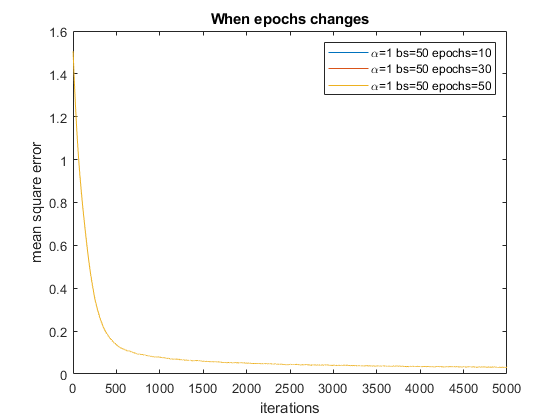 When epochs changes
α=1 bs=50 epochs=10
α=1 bs=50 epochs=30
α=1 bs=50 epochs=50
mean square error
1.6
1.4
1.2
1
0.8
0.6
0.4
0.2
0
0 500 1000 1500 2000 2500 3000 3500 4000 4500 5000
iterations